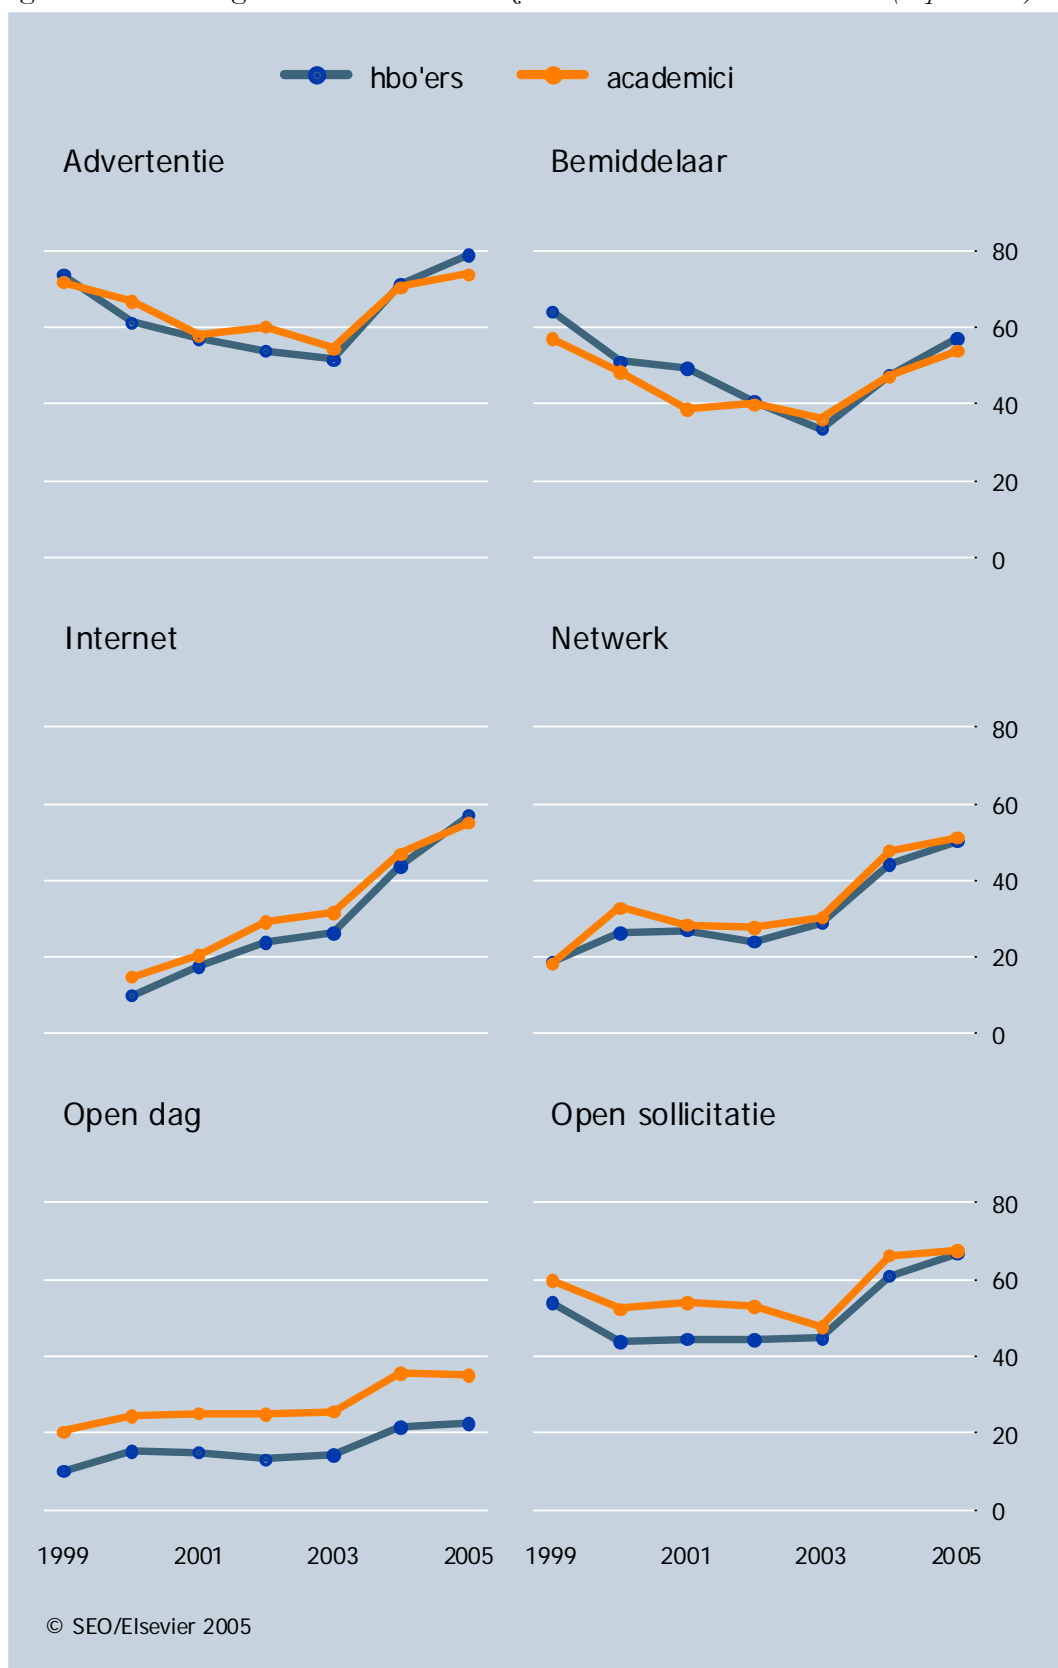 hbo'ers academici
Advertentie Bemiddelaar
80
60
40
20
0
Internet Netwerk
80
60
40
20
0
Open dag Open sollicitatie
80
60
40
20
0
1999 2001 2003 2005 1999 2001 2003 2005
© SEO/Elsevier 2005